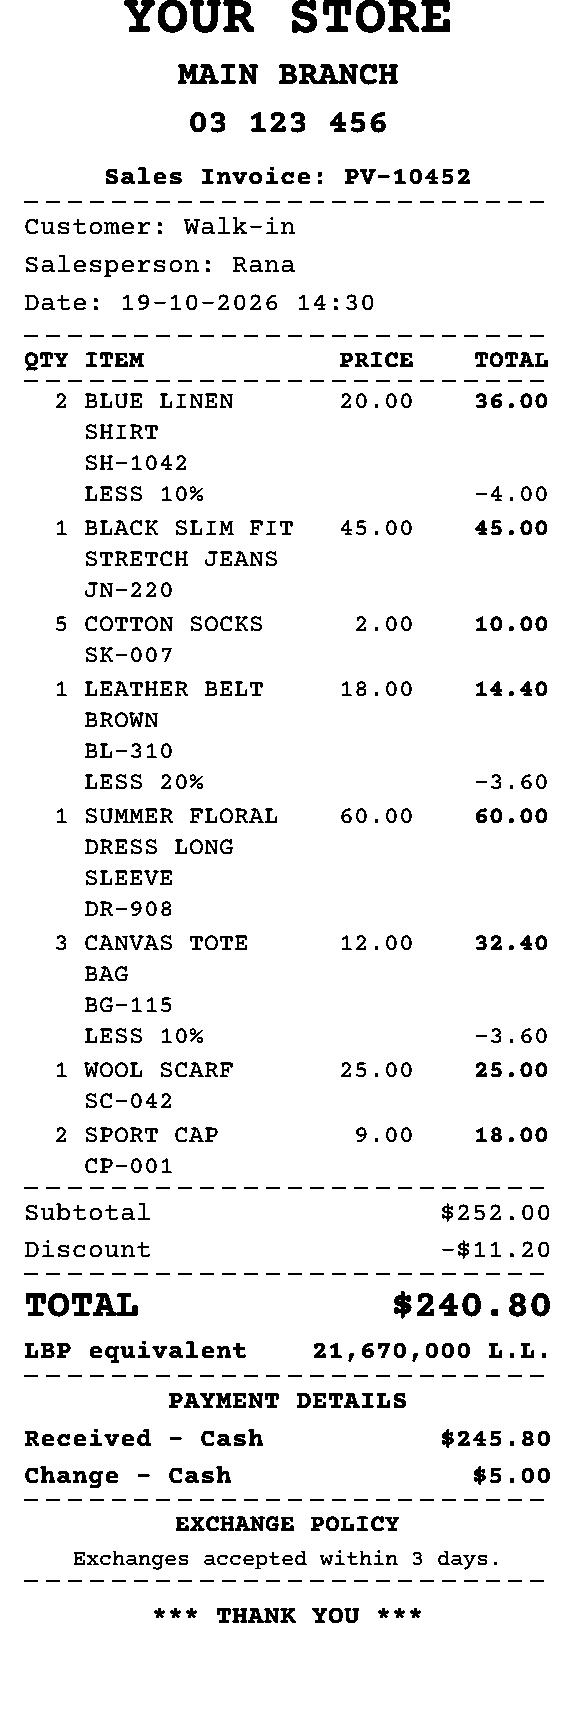 YOUR STORE
MAIN BRANCH
03 123 456
Sales Invoice: PV-10452
Customer: Walk-in
Salesperson: Rana
Date: 19-10-2026 14:30
QTY ITEM PRICE TOTAL
2 BLUE LINEN 20.00 36.00
SHIRT
SH-1042
LESS 10% -4.00
1 BLACK SLIM FIT 45.00 45.00
STRETCH JEANS
JN-220
5 COTTON SOCKS 2.00 10.00
SK-007
1 LEATHER BELT 18.00 14.40
BROWN
BL-310
LESS 20% -3.60
1 SUMMER FLORAL 60.00 60.00
DRESS LONG
SLEEVE
DR-908
3 CANVAS TOTE 12.00 32.40
BAG
BG-115
LESS 10% -3.60
1 WOOL SCARF 25.00 25.00
SC-042
2 SPORT CAP 9.00 18.00
CP-001
Subtotal $252.00
Discount -$11.20
TOTAL $240.80
LBP equivalent 21,670,000 L.L.
PAYMENT DETAILS
Received - Cash $245.80
Change - Cash $5.00
EXCHANGE POLICY
Exchanges accepted within 3 days.
*** THANK YOU ***